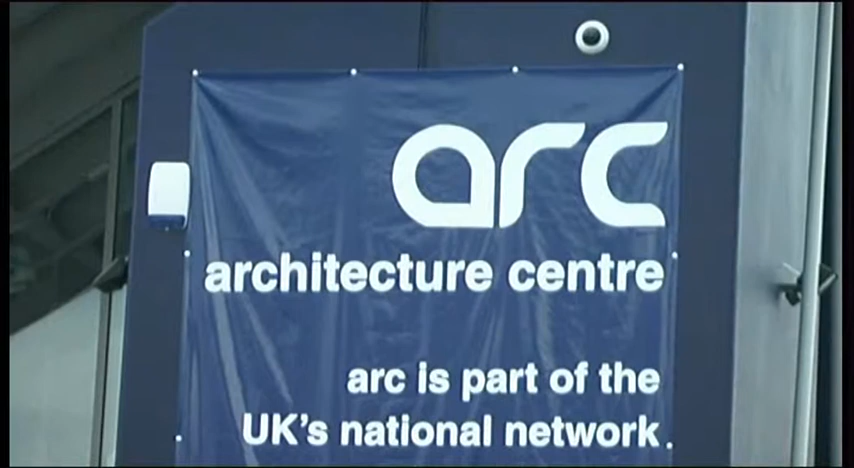 arc
architecture centre
arc is part of the
UK's national network.